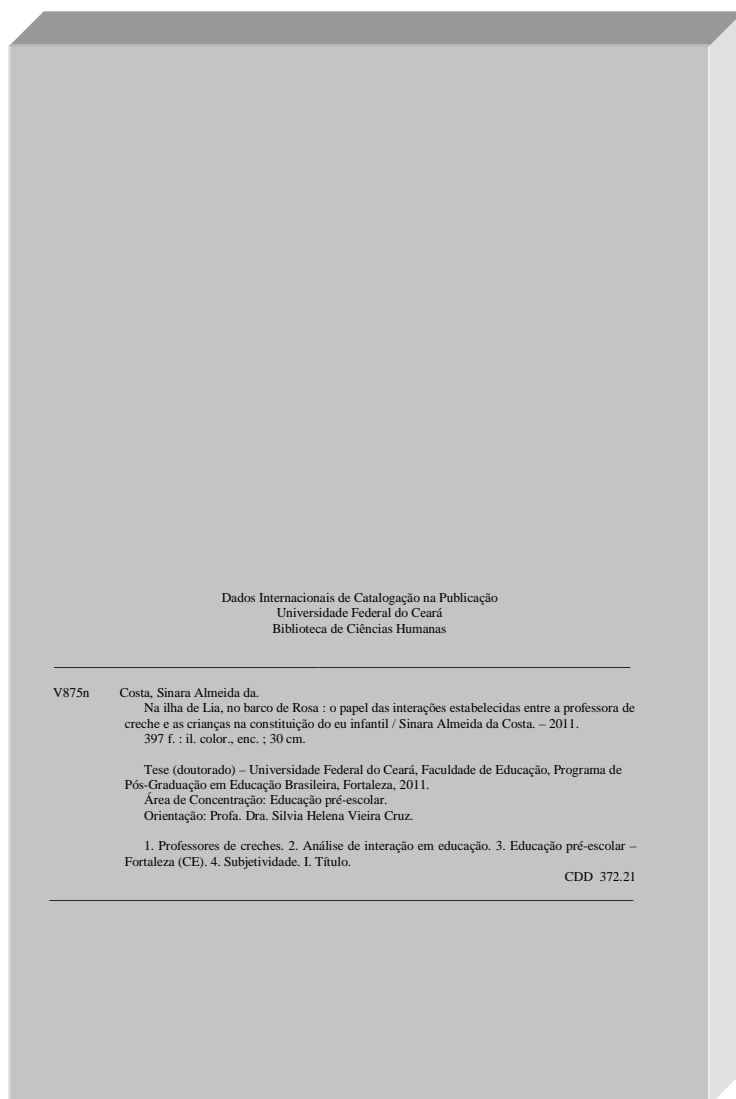 Dados Internacionais de Catalogação na Publicação
Universidade Federal do Ceará
Biblioteca de Ciências Humanas
V875n Costa, Sinara Almeida da.
Na ilha de Lia, no barco de Rosa : o papel das interações estabelecidas entre a professora de
creche e as crianças na constituição do eu infantil / Sinara Almeida da Costa. – 2011.
397 f. : il. color., enc. ; 30 cm.
Tese (doutorado) – Universidade Federal do Ceará, Faculdade de Educação, Programa de
Pós-Graduação em Educação Brasileira, Fortaleza, 2011.
Área de Concentração: Educação pré-escolar.
Orientação: Profa. Dra. Silvia Helena Vieira Cruz.
1. Professores de creches. 2. Análise de interação em educação. 3. Educação pré-escolar –
Fortaleza (CE). 4. Subjetividade. I. Título.
CDD 372.21